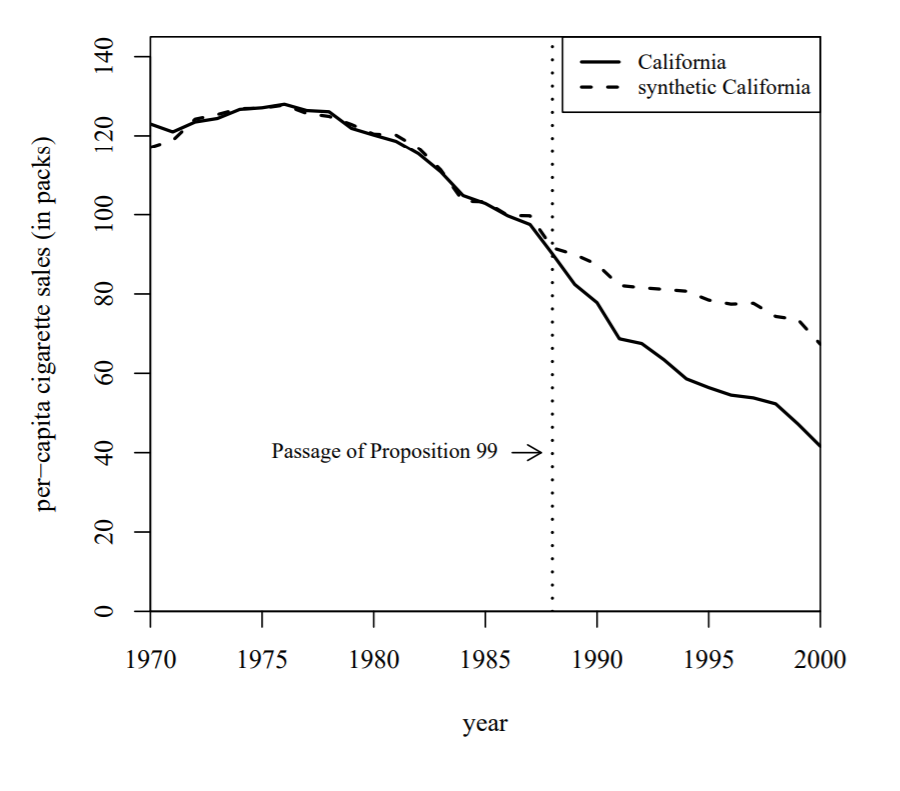 140
120
100
80
60
40
20
0
per−capita cigarette sales (in packs)
California
synthetic California
Passage of Proposition 99
1970 1975 1980 1985 1990 1995 2000
year